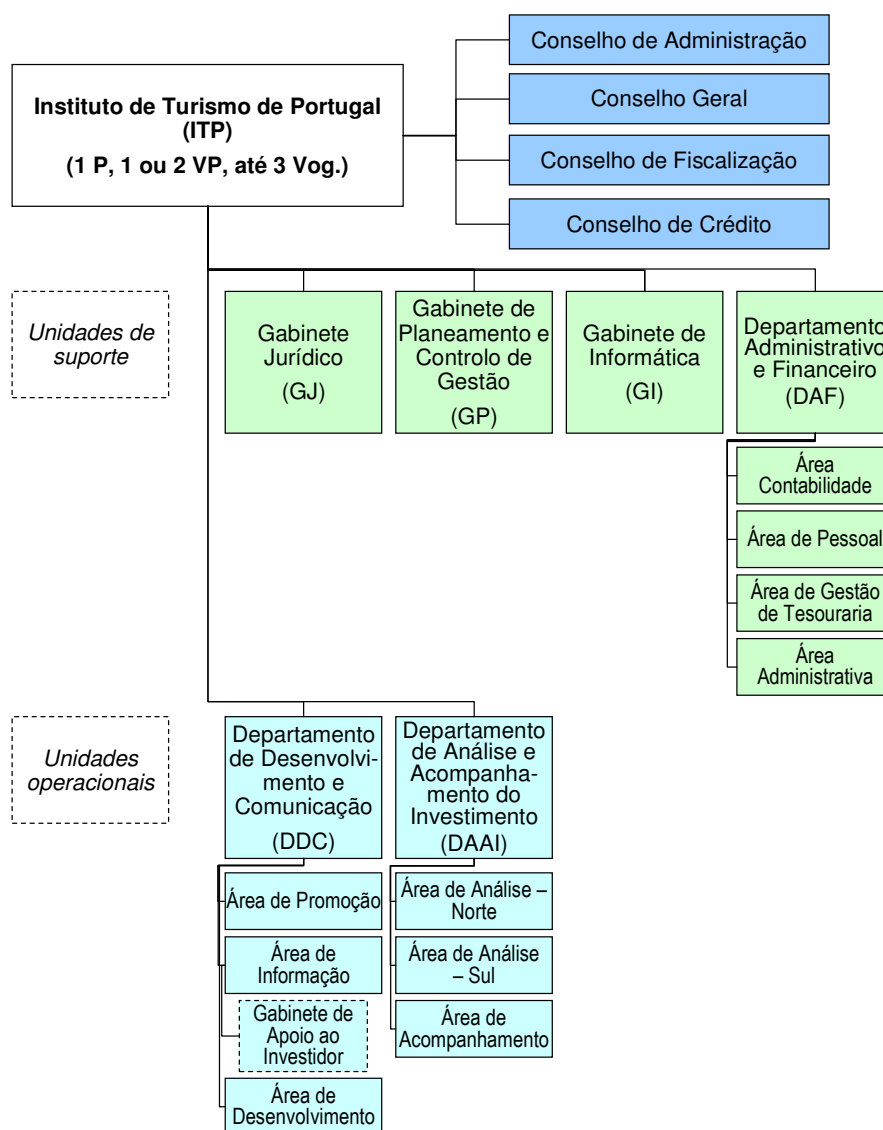 Conselho de Administração
Instituto de Turismo de Portugal
(ITP)
(1 P, 1 ou 2 VP, até 3 Vog.)
Conselho Geral
Conselho de Fiscalização
Conselho de Crédito
Unidades de
suporte
Gabinete
Jurídico
(GJ)
Gabinete de
Planeamento e
Controlo de
Gestão
(GP)
Gabinete de
Informática
(GI)
Departamento
Administrativo
e Financeiro
(DAF)
Área
Contabilidade
Área de Pessoal
Área de Gestão
de Tesouraria
Área
Administrativa
Unidades
operacionais
Departamento
de Desenvolvi-
mento e
Comunicação
(DDC)
Departamento
de Análise e
Acompanha-
mento do
Investimento
(DAAI)
Área de Promoção
Área de
Informação
Gabinete de
Apoio ao
Investidor
Área de
Desenvolvimento
Área de Análise –
Norte
Área de Análise
– Sul
Área de
Acompanhamento